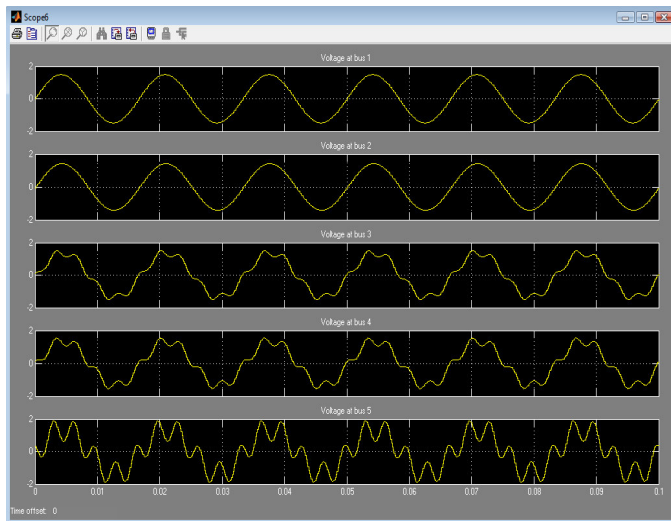 Scope6
Voltage at bus 1
2
0
-2
Voltage at bus 2
2
0
-2
Voltage at bus 3
2
0
-2
Voltage at bus 4
2
0
-2
Voltage at bus 5
2
0
-2
0 0.01 0.02 0.03 0.04 0.05 0.06 0.07 0.08 0.09 0.1
Time offset: 0